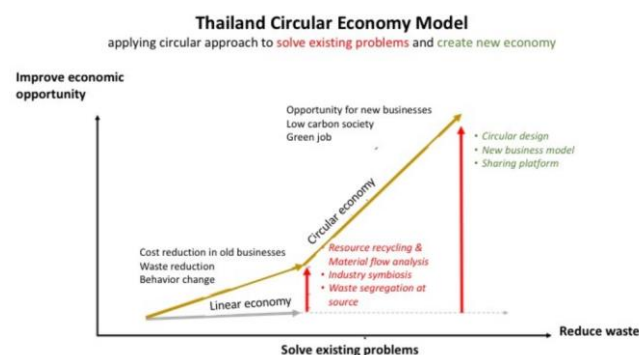 Thailand Circular Economy Model
applying circular approach to solve existing problems and create new economy
Improve economic
opportunity
Opportunity for new businesses
Low carbon society
Green job
• Circular design
• New business model
• Sharing platform
Circular economy
Cost reduction in old businesses
Waste reduction
Behavior change
• Resource recycling &
Material flow analysis
• Industry symbiosis
• Waste segregation at
source
Linear economy
Reduce waste
Solve existing problems